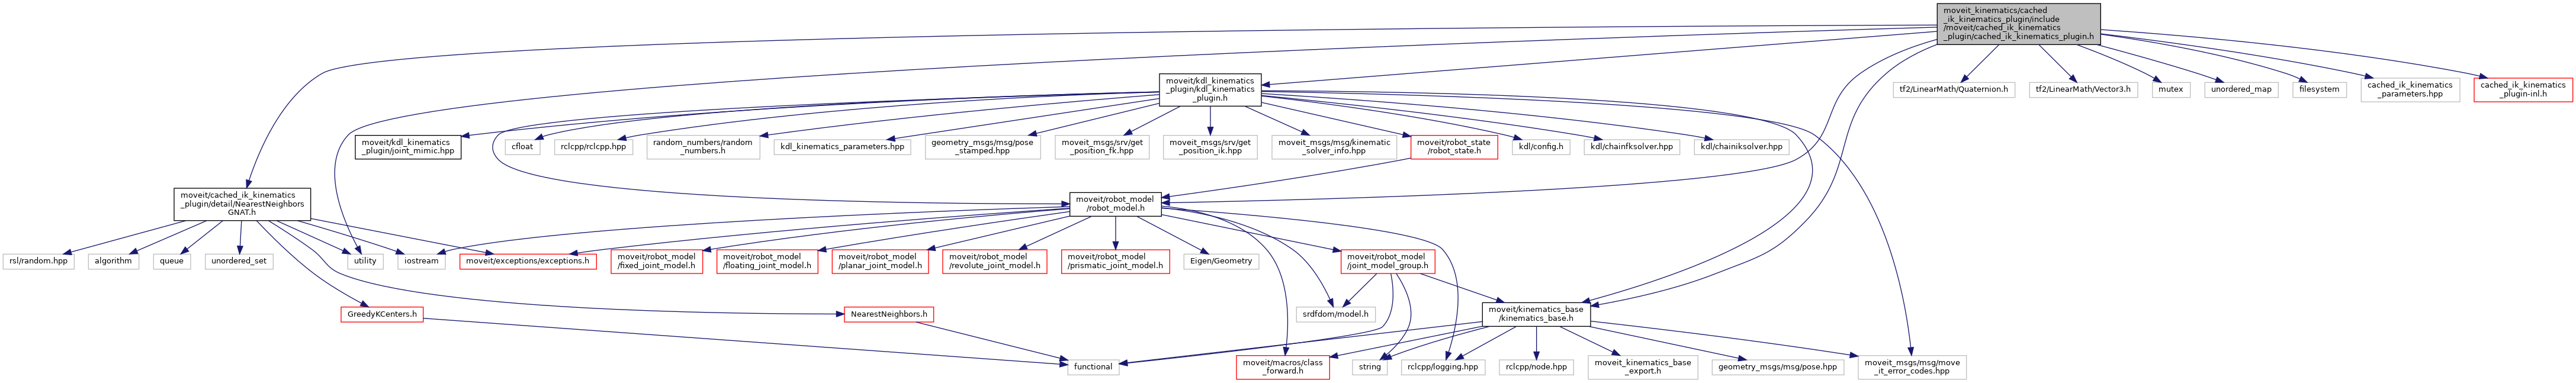 moveit_kinematics/cached
_ik_kinematics_plugin/include
/moveit/cached_ik_kinematics
_plugin/cached_ik_kinematics_plugin.h
moveit/kdl_kinematics
_plugin/kdl_kinematics
_plugin.h
tf2/LinearMath/Quaternion.h
tf2/LinearMath/Vector3.h
mutex
unordered_map
filesystem
cached_ik_kinematics
_parameters.hpp
cached_ik_kinematics
_plugin-inl.h
moveit/kdl_kinematics
_plugin/joint_mimic.hpp
cfloat
rclcpp/rclcpp.hpp
random_numbers/random
_numbers.h
kdl_kinematics_parameters.hpp
geometry_msgs/msg/pose
_stamped.hpp
moveit_msgs/srv/get
_position_fk.hpp
moveit_msgs/srv/get
_position_ik.hpp
moveit_msgs/msg/kinematic
_solver_info.hpp
moveit/robot_state
/robot_state.h
kdl/config.h
kdl/chainfksolver.hpp
kdl/chainiksolver.hpp
moveit/cached_ik_kinematics
_plugin/detail/NearestNeighbors
GNAT.h
moveit/robot_model
/robot_model.h
rsl/random.hpp
algorithm
queue
unordered_set
utility
iostream
moveit/exceptions/exceptions.h
moveit/robot_model
/fixed_joint_model.h
moveit/robot_model
/floating_joint_model.h
moveit/robot_model
/planar_joint_model.h
moveit/robot_model
/revolute_joint_model.h
moveit/robot_model
/prismatic_joint_model.h
Eigen/Geometry
moveit/robot_model
/joint_model_group.h
GreedyKCenters.h
NearestNeighbors.h
srdfdom/model.h
moveit/kinematics_base
/kinematics_base.h
functional
moveit/macros/class
_forward.h
string
rclcpp/logging.hpp
rclcpp/node.hpp
moveit_kinematics_base
_export.h
geometry_msgs/msg/pose.hpp
moveit_msgs/msg/move
_it_error_codes.hpp